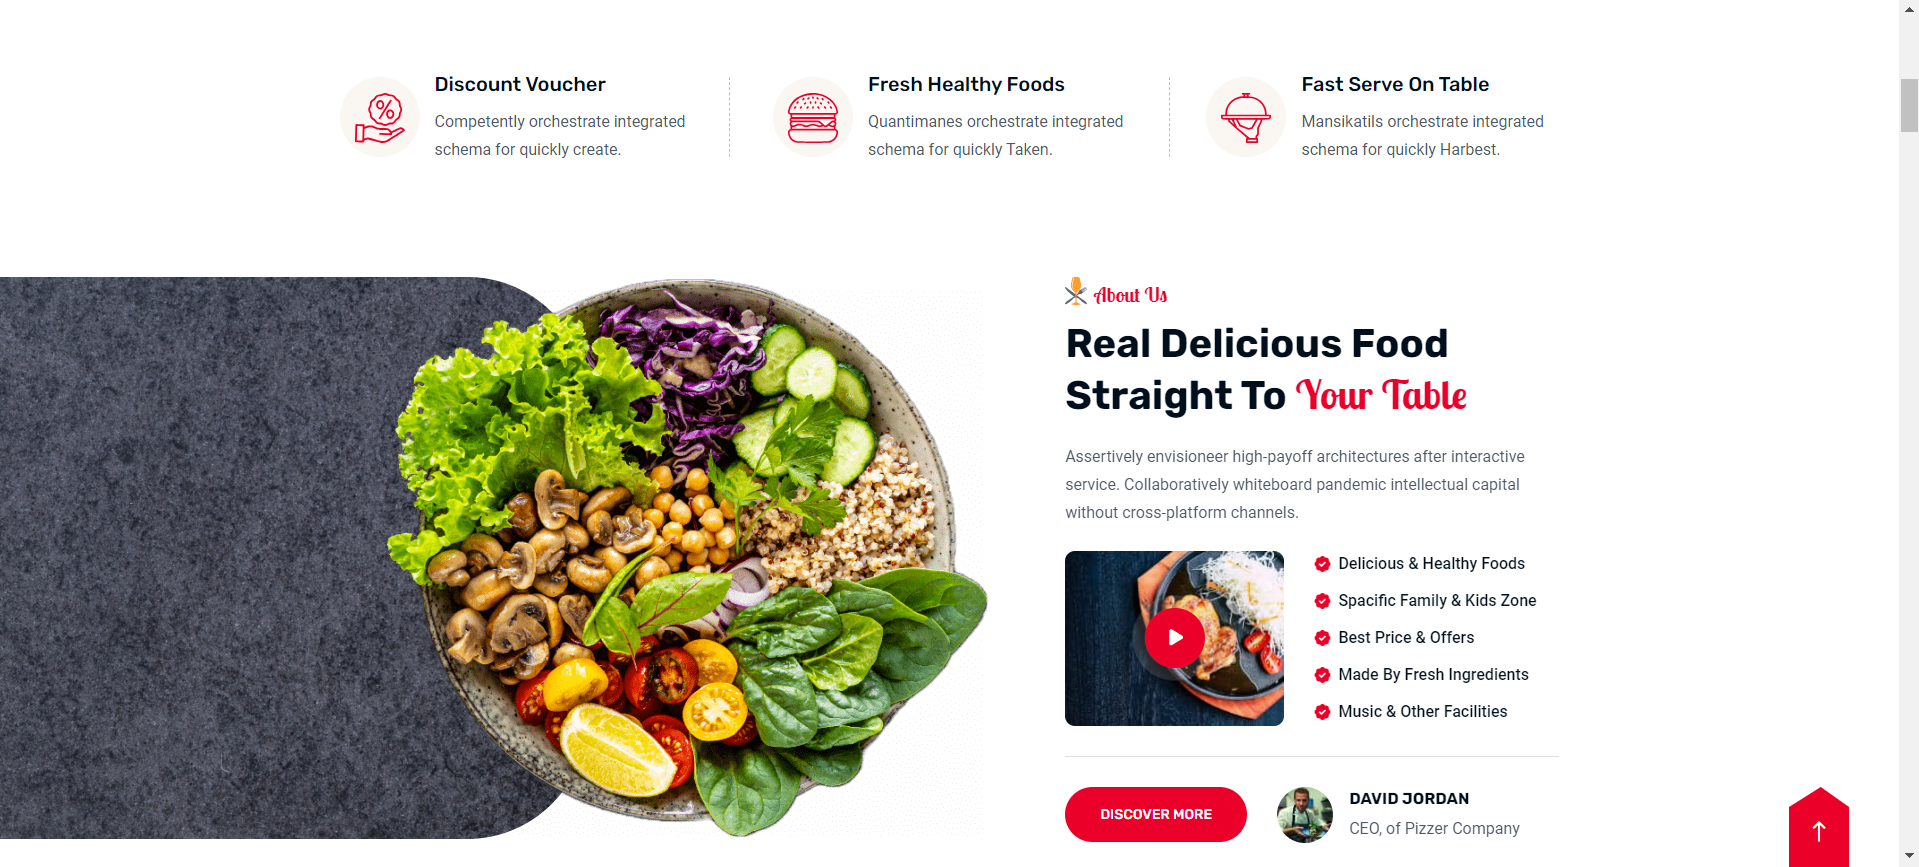 Discount Voucher
Competently orchestrate integrated
schema for quickly create.
Fresh Healthy Foods
Quantimanes orchestrate integrated
schema for quickly Taken.
Fast Serve On Table
Mansikatils orchestrate integrated
schema for quickly Harbest.
About Us
Real Delicious Food
Straight To Your Table
Assertively envisioneer high-payoff architectures after interactive
service. Collaboratively whiteboard pandemic intellectual capital
without cross-platform channels.
Delicious & Healthy Foods
Spacific Family & Kids Zone
Best Price & Offers
Made By Fresh Ingredients
Music & Other Facilities
DISCOVER MORE
DAVID JORDAN
CEO, of Pizzer Company